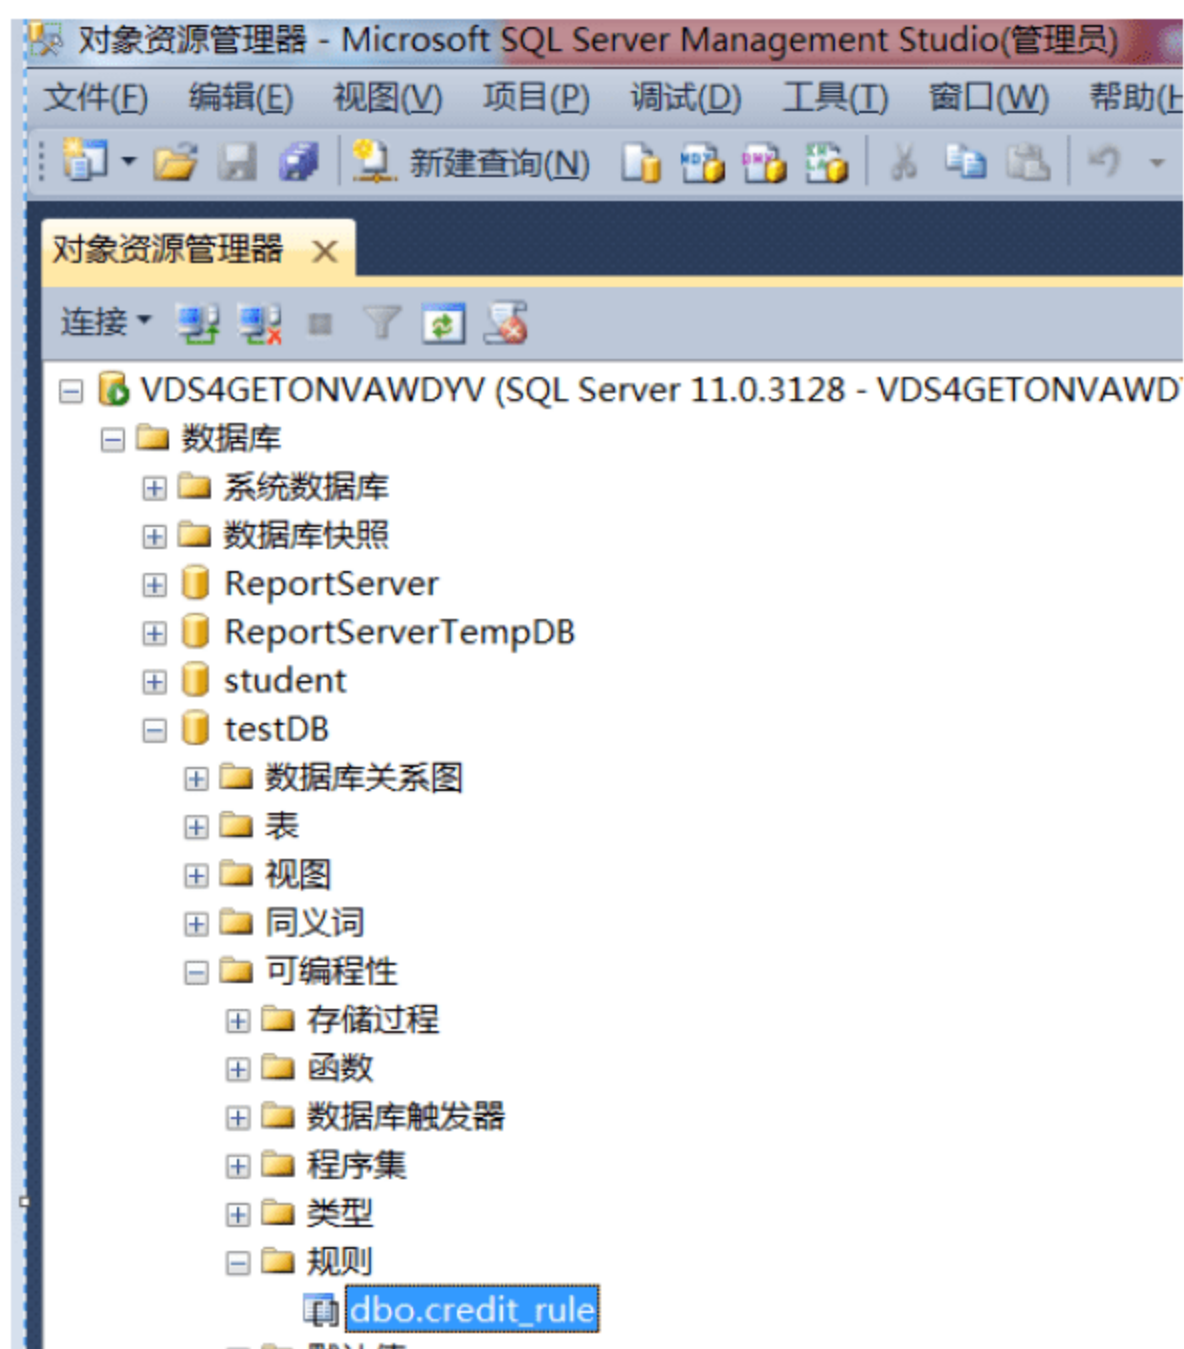 对象资源管理器 - Microsoft SQL Server Management Studio(管理员)
文件(F) 编辑(E) 视图(V) 项目(P) 调试(D) 工具(T) 窗口(W) 帮助(H
新建查询(N)
对象资源管理器
连接
VDS4GETONVAWDYV (SQL Server 11.0.3128 - VDS4GETONVAWD
数据库
系统数据库
数据库快照
ReportServer
ReportServerTempDB
student
testDB
数据库关系图
表
视图
同义词
可编程性
存储过程
函数
数据库触发器
程序集
类型
规则
dbo.credit_rule